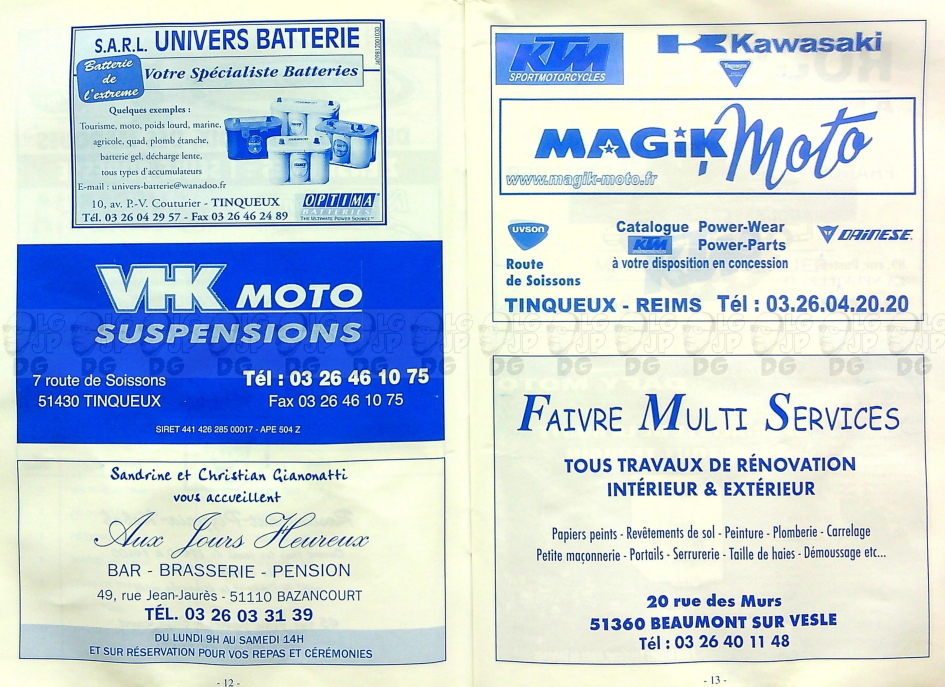 S.A.R.L. UNIVERS BATTERIE
Batterie de l'extreme
Votre Spécialiste Batteries
Quelques exemples :
Tourisme, moto, poids lourd, marine,
agricole, quad, plomb étanche,
batterie gel, décharge lente,
tous types d'accumulateurs
E-mail : univers-batterie@wanadoo.fr
10, av. P.-V. Couturier - TINQUEUX
Tél. 03 26 04 29 57 - Fax 03 26 46 24 89
OPTIMA
BATTERIES
THE ULTIMATE POWER SOURCE
VHK MOTO
SUSPENSIONS
7 route de Soissons
51430 TINQUEUX
Tél : 03 26 46 10 75
Fax 03 26 46 10 75
SIRET 441 426 285 00017 - APE 504 Z
Sandrine et Christian Gianonatti
vous accueillent
Aux Jours Heureux
BAR - BRASSERIE - PENSION
49, rue Jean-Jaurès - 51110 BAZANCOURT
TÉL. 03 26 03 31 39
DU LUNDI 9H AU SAMEDI 14H
ET SUR RÉSERVATION POUR VOS REPAS ET CÉRÉMONIES
- 12 -
KTM
SPORTMOTORCYCLES
Kawasaki
TRIUMPH
MAGiK Moto
www.magik-moto.fr
UVSON
Route
de Soissons
Catalogue Power-Wear
KTM Power-Parts
à votre disposition en concession
DAINESE
TINQUEUX - REIMS Tél : 03.26.04.20.20
FAIVRE MULTI SERVICES
TOUS TRAVAUX DE RÉNOVATION
INTÉRIEUR & EXTÉRIEUR
Papiers peints - Revêtements de sol - Peinture - Plomberie - Carrelage
Petite maçonnerie - Portails - Serrurerie - Taille de haies - Démoussage etc...
20 rue des Murs
51360 BEAUMONT SUR VESLE
Tél : 03 26 40 11 48
- 13 -